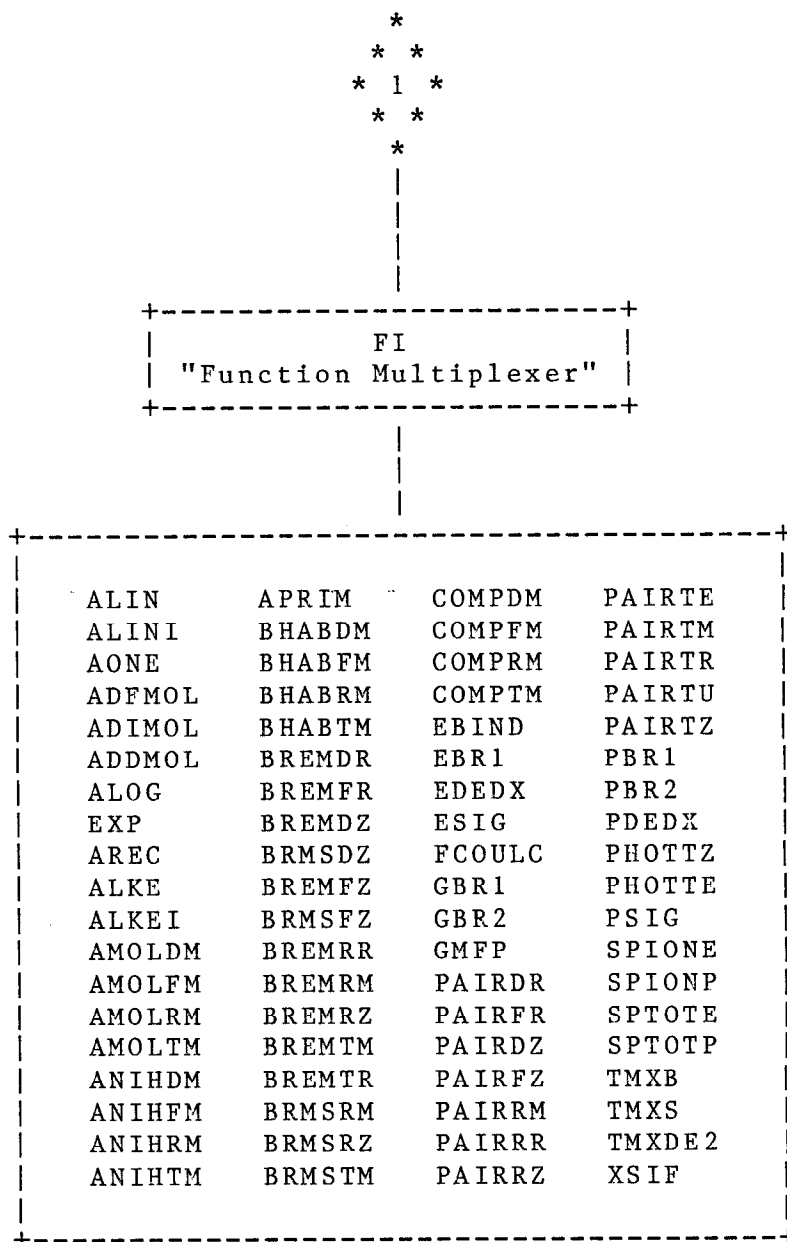 *
* *
* 1 *
* *
*
FI
"Function Multiplexer"
ALIN APRIM COMPDM PAIRTE
ALINI BHABDM COMPFM PAIRTM
AONE BHABFM COMPRM PAIRTR
ADFMOL BHABRM COMPTM PAIRTU
ADIMOL BHABTM EBIND PAIRTZ
ADDMOL BREMDR EBR1 PBR1
ALOG BREMFR EDEDX PBR2
EXP BREMDZ ESIG PDEDX
AREC BRMSDZ FCOULC PHOTTZ
ALKE BREMFZ GBR1 PHOTTE
ALKEI BRMSFZ GBR2 PSIG
AMOLDM BREMRR GMFP SPIONE
AMOLFM BREMRM PAIRDR SPIONP
AMOLRM BREMRZ PAIRFR SPTOTE
AMOLTM BREMTM PAIRDZ SPTOTP
ANIHDM BREMTR PAIRFZ TMXB
ANIHFM BRMSRM PAIRRM TMXS
ANIHRM BRMSRZ PAIRRR TMXDE2
ANIHTM BRMSTM PAIRRZ XSIF